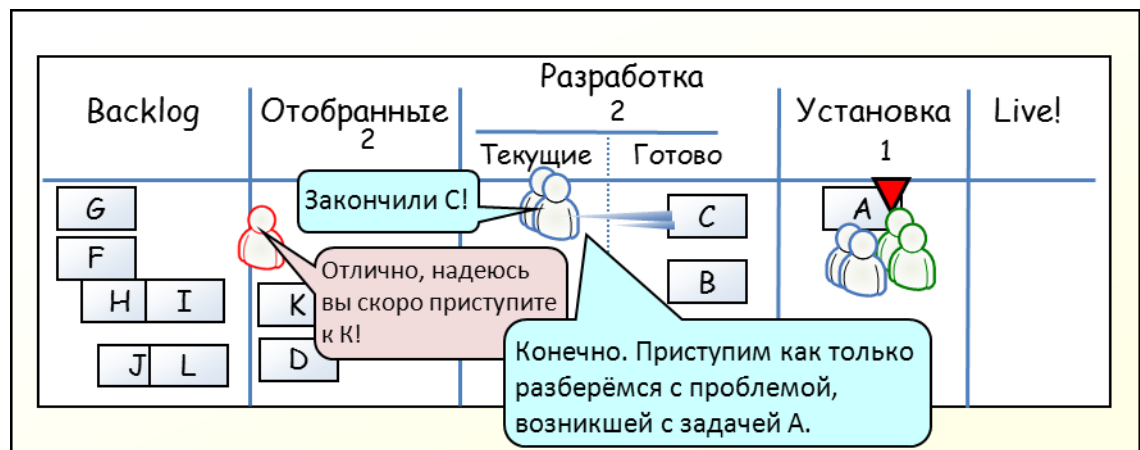 Разработка
Backlog
Отобранные
2
2
Установка
1
Live!
Текущие
Готово
G
F
H
I
J
L
K
D
Закончили С!
Отлично, надеюсь
вы скоро приступите
к К!
C
B
A
Конечно. Приступим как только
разберёмся с проблемой,
возникшей с задачей А.